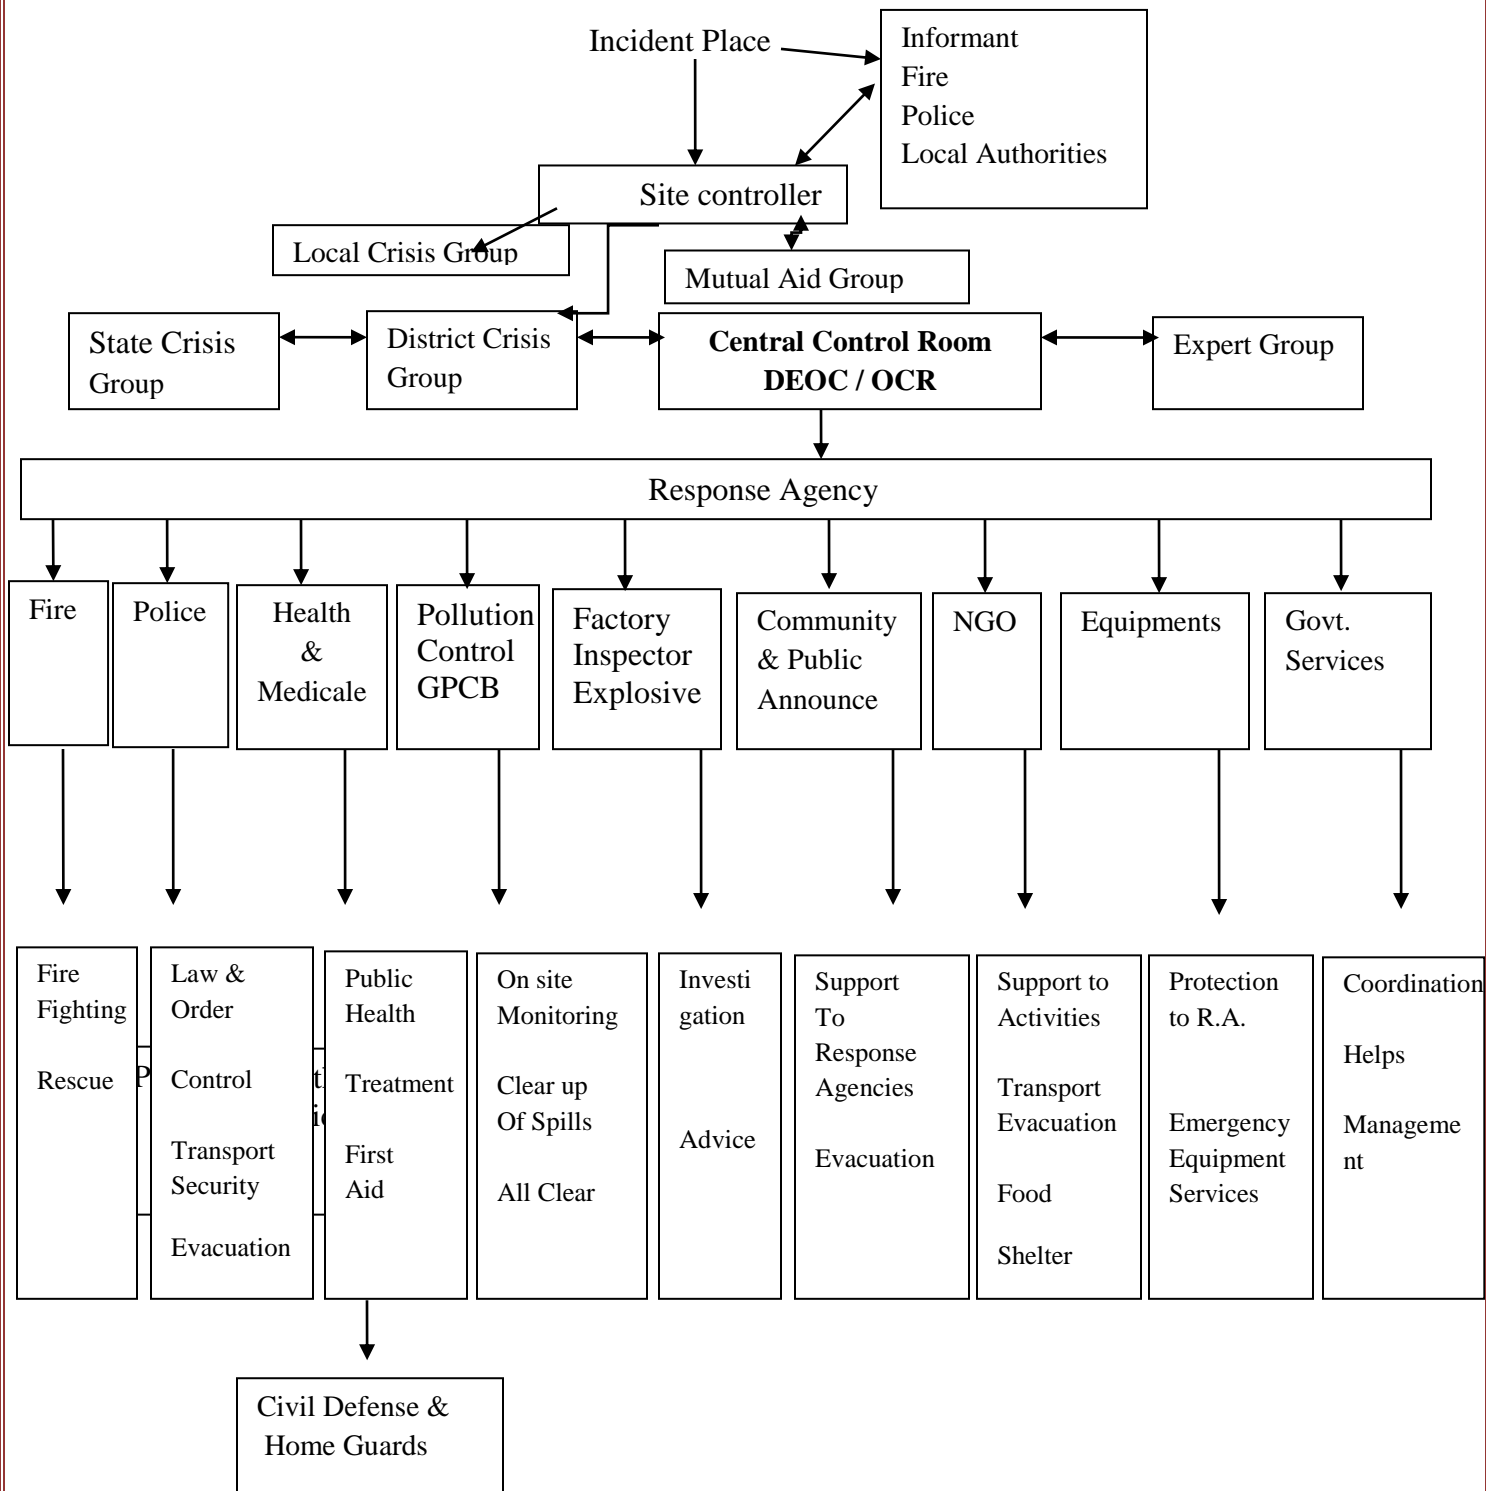 Incident Place
Informant
Fire
Police
Local Authorities
Site controller
Local Crisis Group
Mutual Aid Group
State Crisis
Group
District Crisis
Group
Central Control Room
DEOC / OCR
Expert Group
Response Agency
Fire
Police
Health
&
Medicale
Pollution
Control
GPCB
Factory
Inspector
Explosive
Community
& Public
Announce
NGO
Equipments
Govt.
Services
Fire
Fighting
Rescue
Law &
Order
Control
Transport
Security
Evacuation
Public
Health
Treatment
First
Aid
On site
Monitoring
Clear up
Of Spills
All Clear
Investi
gation
Advice
Support
To
Response
Agencies
Evacuation
Support to
Activities
Transport
Evacuation
Food
Shelter
Protection
to R.A.
Emergency
Equipment
Services
Coordination
Helps
Manageme
nt
Civil Defense &
Home Guards